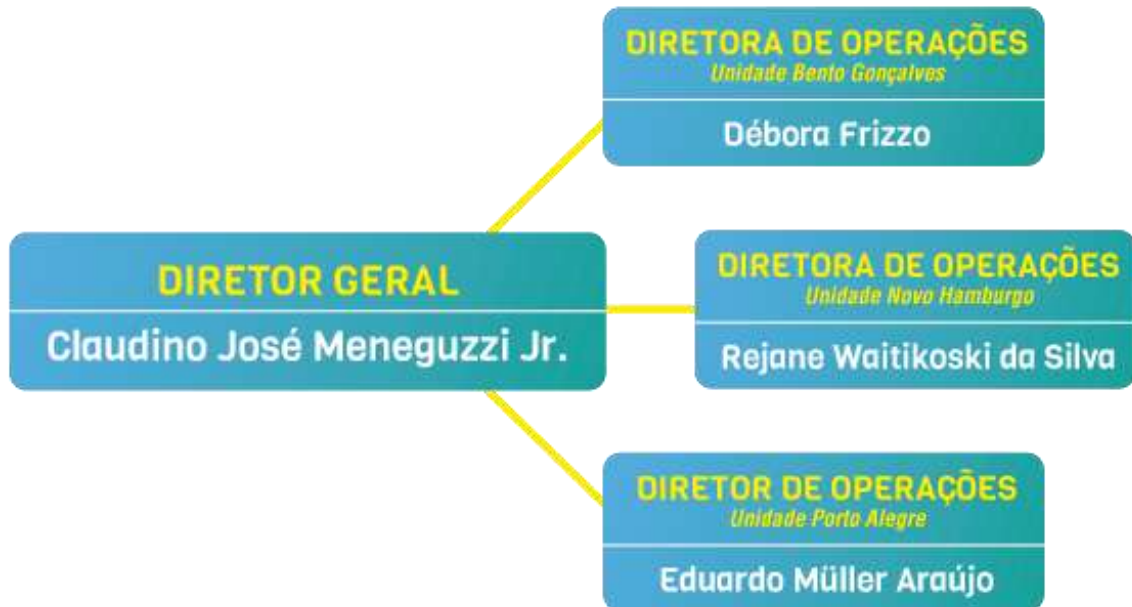 DIRETORA DE OPERAÇÕES
Unidade Bento Gonçalves
Débora Frizzo
DIRETOR GERAL
Claudino José Meneguzzi Jr.
DIRETORA DE OPERAÇÕES
Unidade Novo Hamburgo
Rejane Waitikoski da Silva
DIRETOR DE OPERAÇÕES
Unidade Porto Alegre
Eduardo Müller Araújo